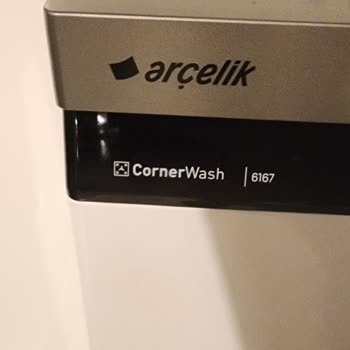 arçelik
CornerWash | 6167